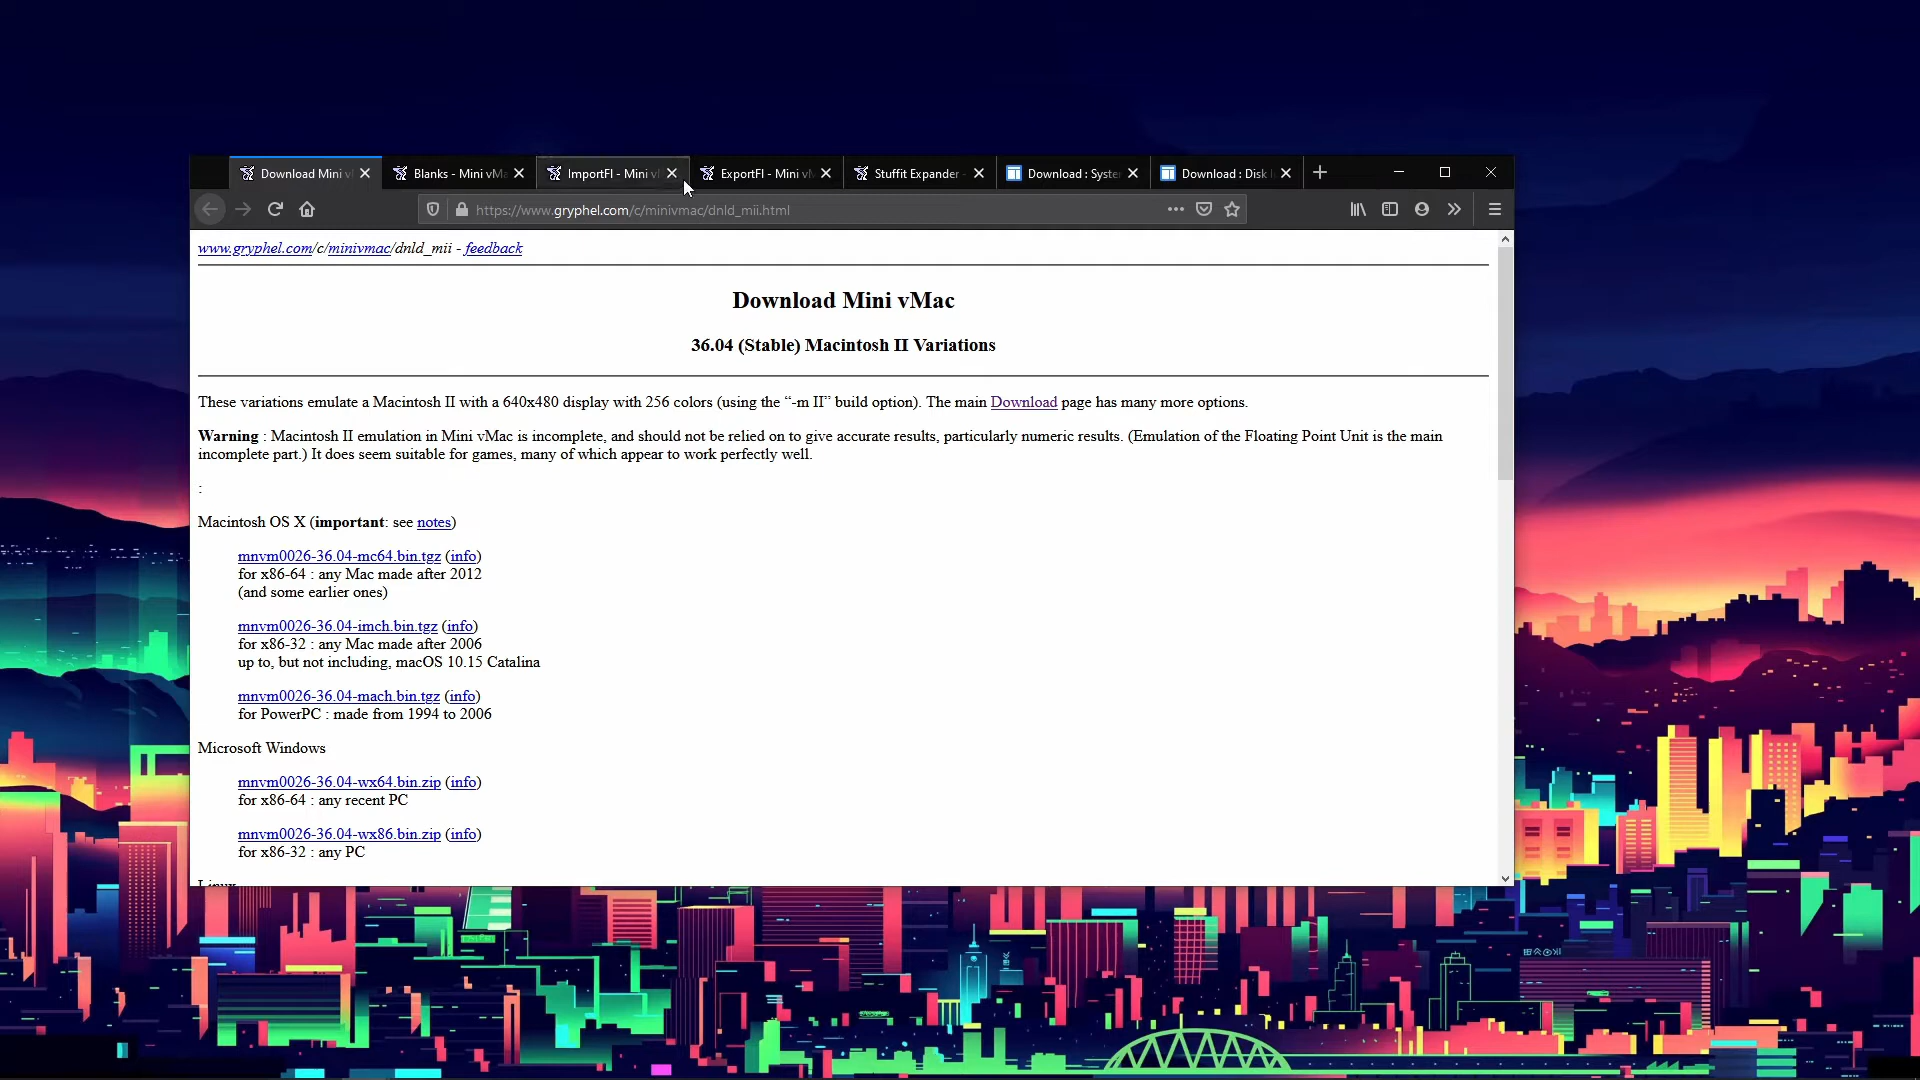 Download Mini v
Blanks - Mini vMa
ImportFl - Mini v
ExportFl - Mini v
Stuffit Expander -
Download : Syste
Download : Disk
https://www.gryphel.com/c/minivmac/dnld_mii.html
www.gryphel.com/c/minivmac/dnld_mii - feedback
Download Mini vMac
36.04 (Stable) Macintosh II Variations
These variations emulate a Macintosh II with a 640x480 display with 256 colors (using the “-m II” build option). The main Download page has many more options.
Warning : Macintosh II emulation in Mini vMac is incomplete, and should not be relied on to give accurate results, particularly numeric results. (Emulation of the Floating Point Unit is the main
incomplete part.) It does seem suitable for games, many of which appear to work perfectly well.
:
Macintosh OS X (important: see notes)
mnvm0026-36.04-mc64.bin.tgz (info)
for x86-64 : any Mac made after 2012
(and some earlier ones)
mnvm0026-36.04-imch.bin.tgz (info)
for x86-32 : any Mac made after 2006
up to, but not including, macOS 10.15 Catalina
mnvm0026-36.04-mach.bin.tgz (info)
for PowerPC : made from 1994 to 2006
Microsoft Windows
mnvm0026-36.04-wx64.bin.zip (info)
for x86-64 : any recent PC
mnvm0026-36.04-wx86.bin.zip (info)
for x86-32 : any PC
Linux